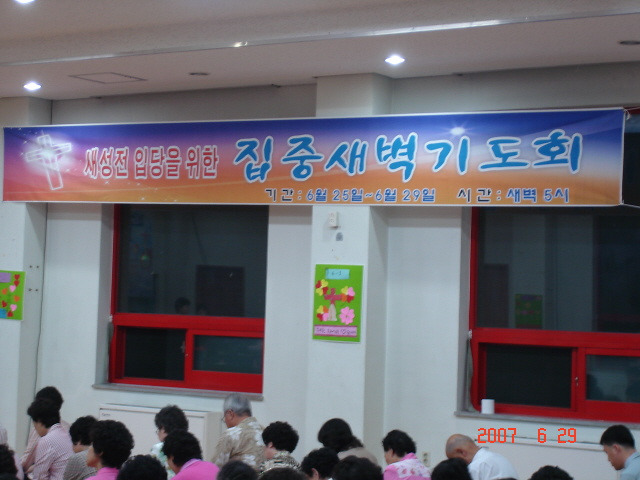 새성전 입당을 위한 집중새벽기도회
기 간 : 6월 25일~6월 29일 시 간 : 새벽 5시
2007 6 29